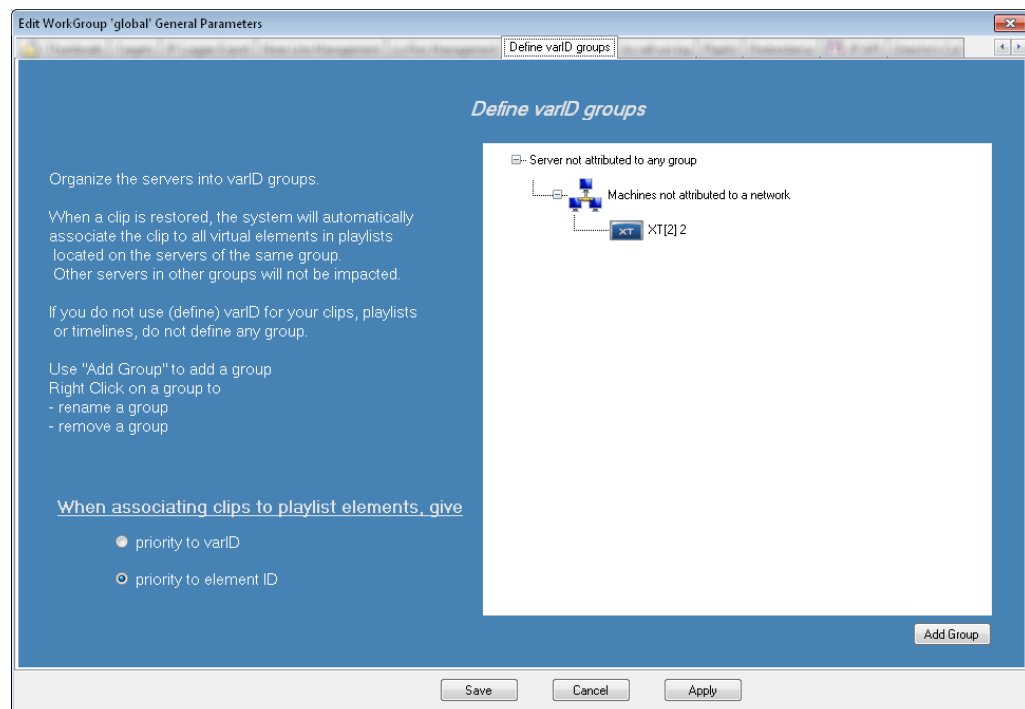 Edit WorkGroup 'global' General Parameters
Define varID groups
Define varID groups
Organize the servers into varID groups.
When a clip is restored, the system will automatically
associate the clip to all virtual elements in playlists
located on the servers of the same group.
Other servers in other groups will not be impacted.
If you do not use (define) varID for your clips, playlists
or timelines, do not define any group.
Use "Add Group" to add a group
Right Click on a group to
- rename a group
- remove a group
When associating clips to playlist elements, give
priority to varID
priority to element ID
Server not attributed to any group
Machines not attributed to a network
XT
XT[2] 2
Add Group
Save
Cancel
Apply